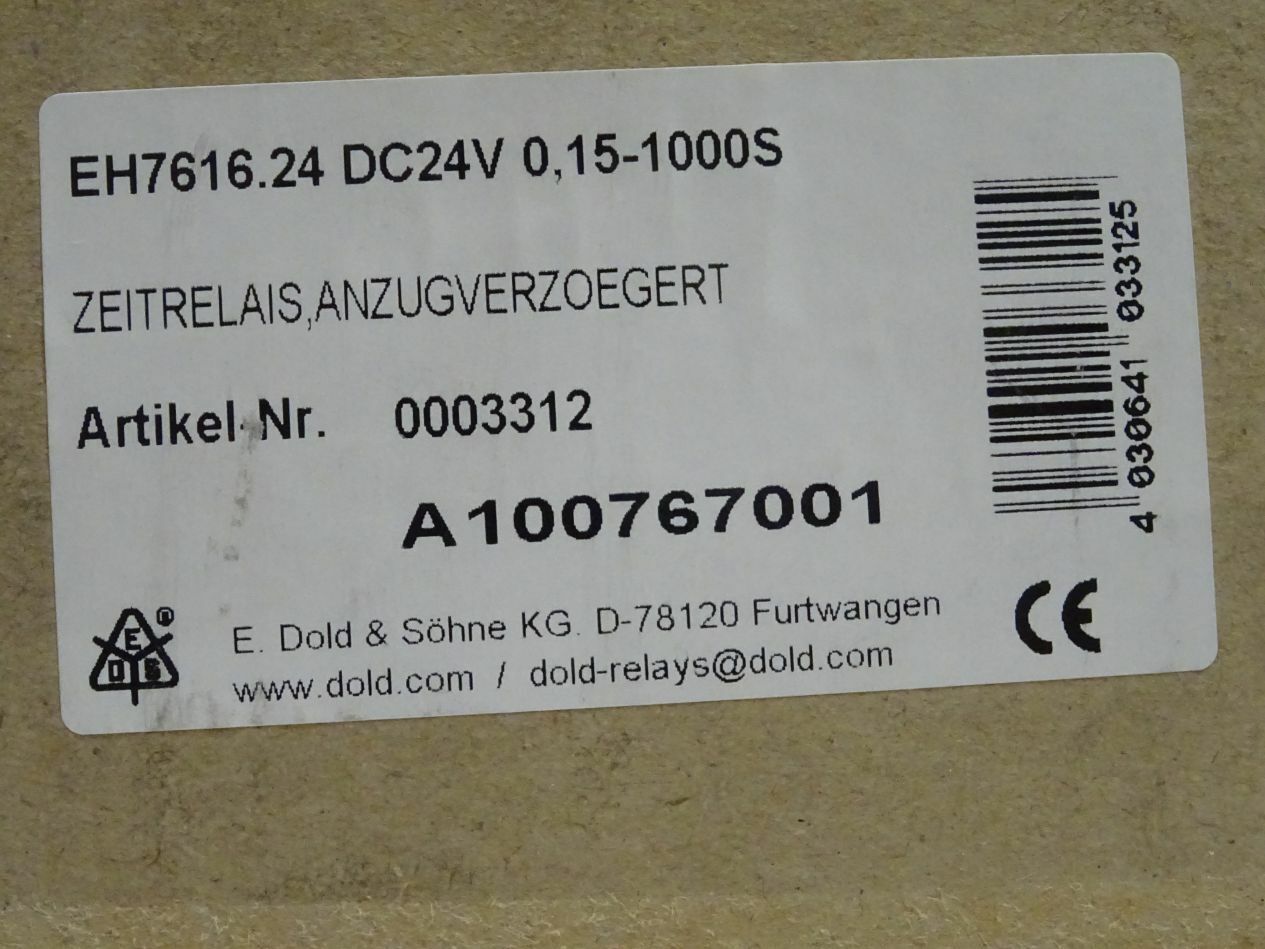 EH7616.24 DC24V 0,15-1000S
ZEITRELAIS,ANZUGVERZOEGERT
Artikel-Nr. 0003312
A100767001
E. Dold & Söhne KG. D-78120 Furtwangen
www.dold.com / dold-relays@dold.com
4 030641 033125
CE
E
D S
®